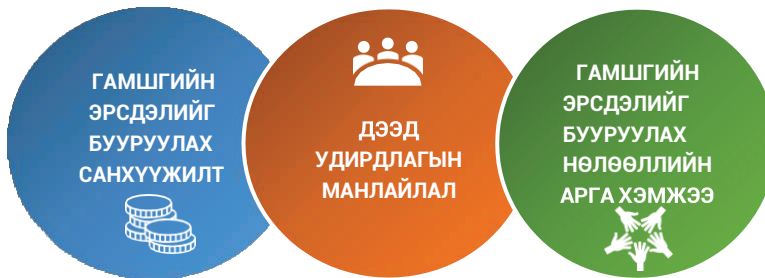 ГАМШГИЙН
ЭРСДЭЛИЙГ
БУУРУУЛАХ
САНХҮҮЖИЛТ
ДЭЭД
УДИРДЛАГЫН
МАНЛАЙЛАЛ
ГАМШГИЙН
ЭРСДЭЛИЙГ
БУУРУУЛАХ
НӨЛӨӨЛЛИЙН
АРГА ХЭМЖЭЭ